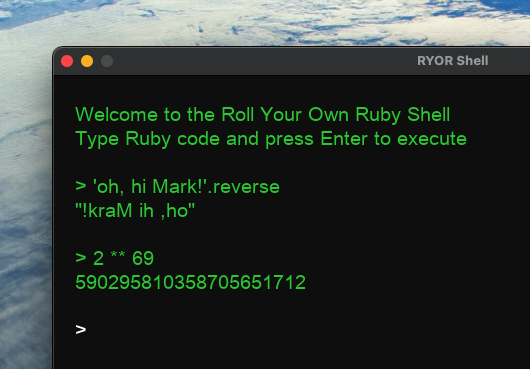 RYOR Shell
Welcome to the Roll Your Own Ruby Shell
Type Ruby code and press Enter to execute
> 'oh, hi Mark!'.reverse
"!kraM ih ,ho"
> 2 ** 69
590295810358705651712
>